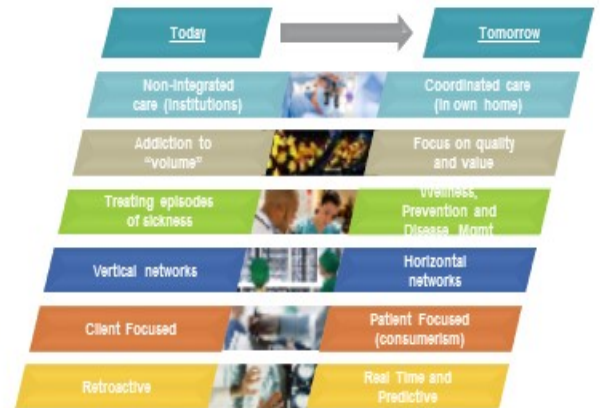 Today
Tomorrow
Non-integrated
care (institutions)
Coordinated care
(in own home)
Addiction to
“volume”
Focus on quality
and value
Treating episodes
of sickness
Wellness,
Prevention and
Disease Mgmt
Vertical networks
Horizontal
networks
Client Focused
Patient Focused
(consumerism)
Retroactive
Real Time and
Predictive